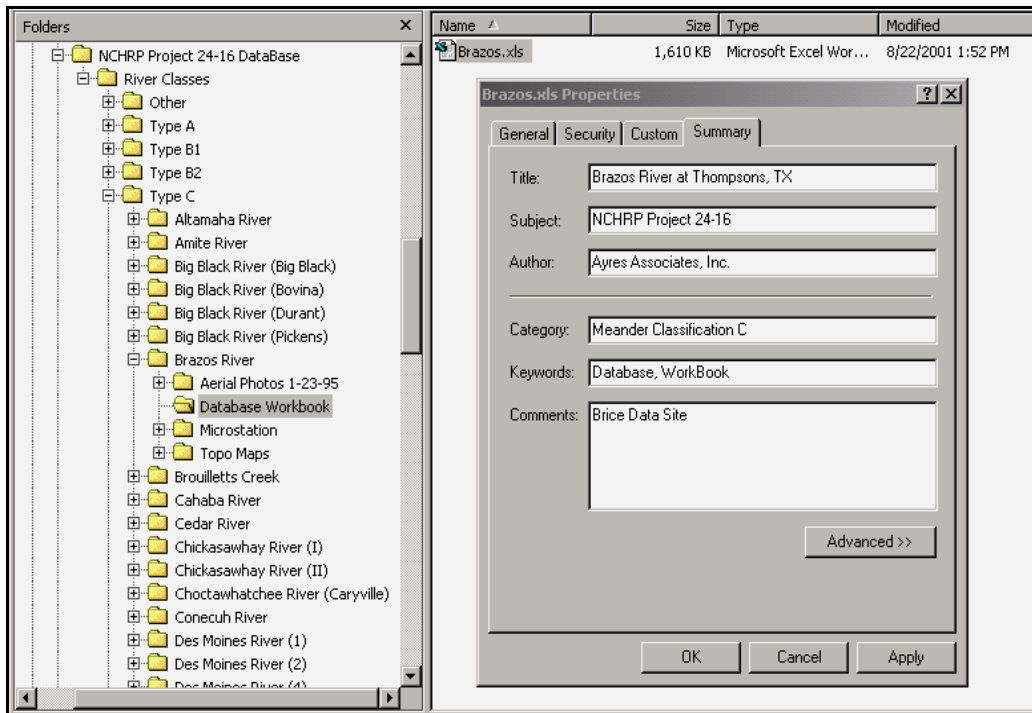 Folders
NCHRP Project 24-16 DataBase
River Classes
Other
Type A
Type B1
Type B2
Type C
Altamaha River
Amite River
Big Black River (Big Black)
Big Black River (Bovina)
Big Black River (Durant)
Big Black River (Pickens)
Brazos River
Aerial Photos 1-23-95
Database Workbook
Microstation
Topo Maps
Brouilletts Creek
Cahaba River
Cedar River
Chickasawhay River (I)
Chickasawhay River (II)
Choctawhatchee River (Caryville)
Conecuh River
Des Moines River (1)
Des Moines River (2)
Des Moines River (4)
Name Size Type Modified
Brazos.xls 1,610 KB Microsoft Excel Wor... 8/22/2001 1:52 PM
Brazos.xls Properties
General Security Custom Summary
Title: Brazos River at Thompsons, TX
Subject: NCHRP Project 24-16
Author: Ayres Associates, Inc.
Category: Meander Classification C
Keywords: Database, WorkBook
Comments: Brice Data Site
Advanced >>
OK Cancel Apply